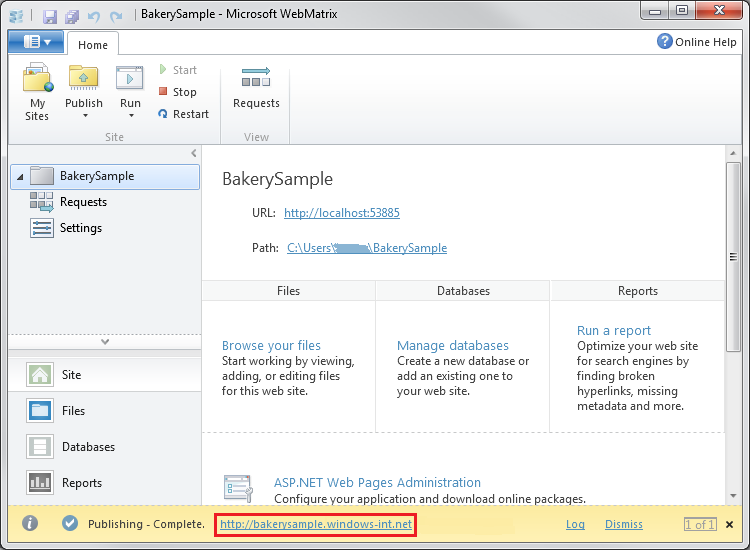 BakerySample - Microsoft WebMatrix
Home
Online Help
My Sites
Publish
Run
Start
Stop
Restart
Requests
Site
View
BakerySample
Requests
Settings
Site
Files
Databases
Reports
BakerySample
URL: http://localhost:53885
Path: C:\Users\ \BakerySample
Files
Databases
Reports
Browse your files
Start working by viewing,
adding, or editing files
for this web site.
Manage databases
Create a new database or
add an existing one to
your web site.
Run a report
Optimize your web site
for search engines by
finding broken
hyperlinks, missing
metadata and more.
ASP.NET Web Pages Administration
Configure your application and download online packages.
Publishing - Complete. http://bakerysample.windows-int.net Log Dismiss 1 of 1